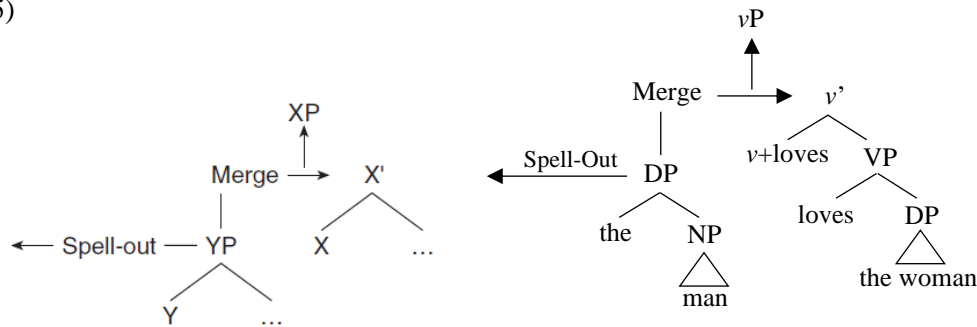 5)
XP
Merge
X'
Spell-out
YP
X
...
Y
...
vP
Merge
v’
Spell-Out
DP
v+loves
VP
the
NP
loves
DP
man
the woman